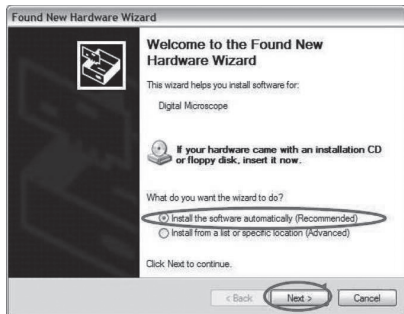 Found New Hardware Wizard
Welcome to the Found New
Hardware Wizard
This wizard helps you install software for:
Digital Microscope
If your hardware came with an installation CD
or floppy disk, insert it now.
What do you want the wizard to do?
Install the software automatically (Recommended)
Install from a list or specific location (Advanced)
Click Next to continue.
< Back Next > Cancel